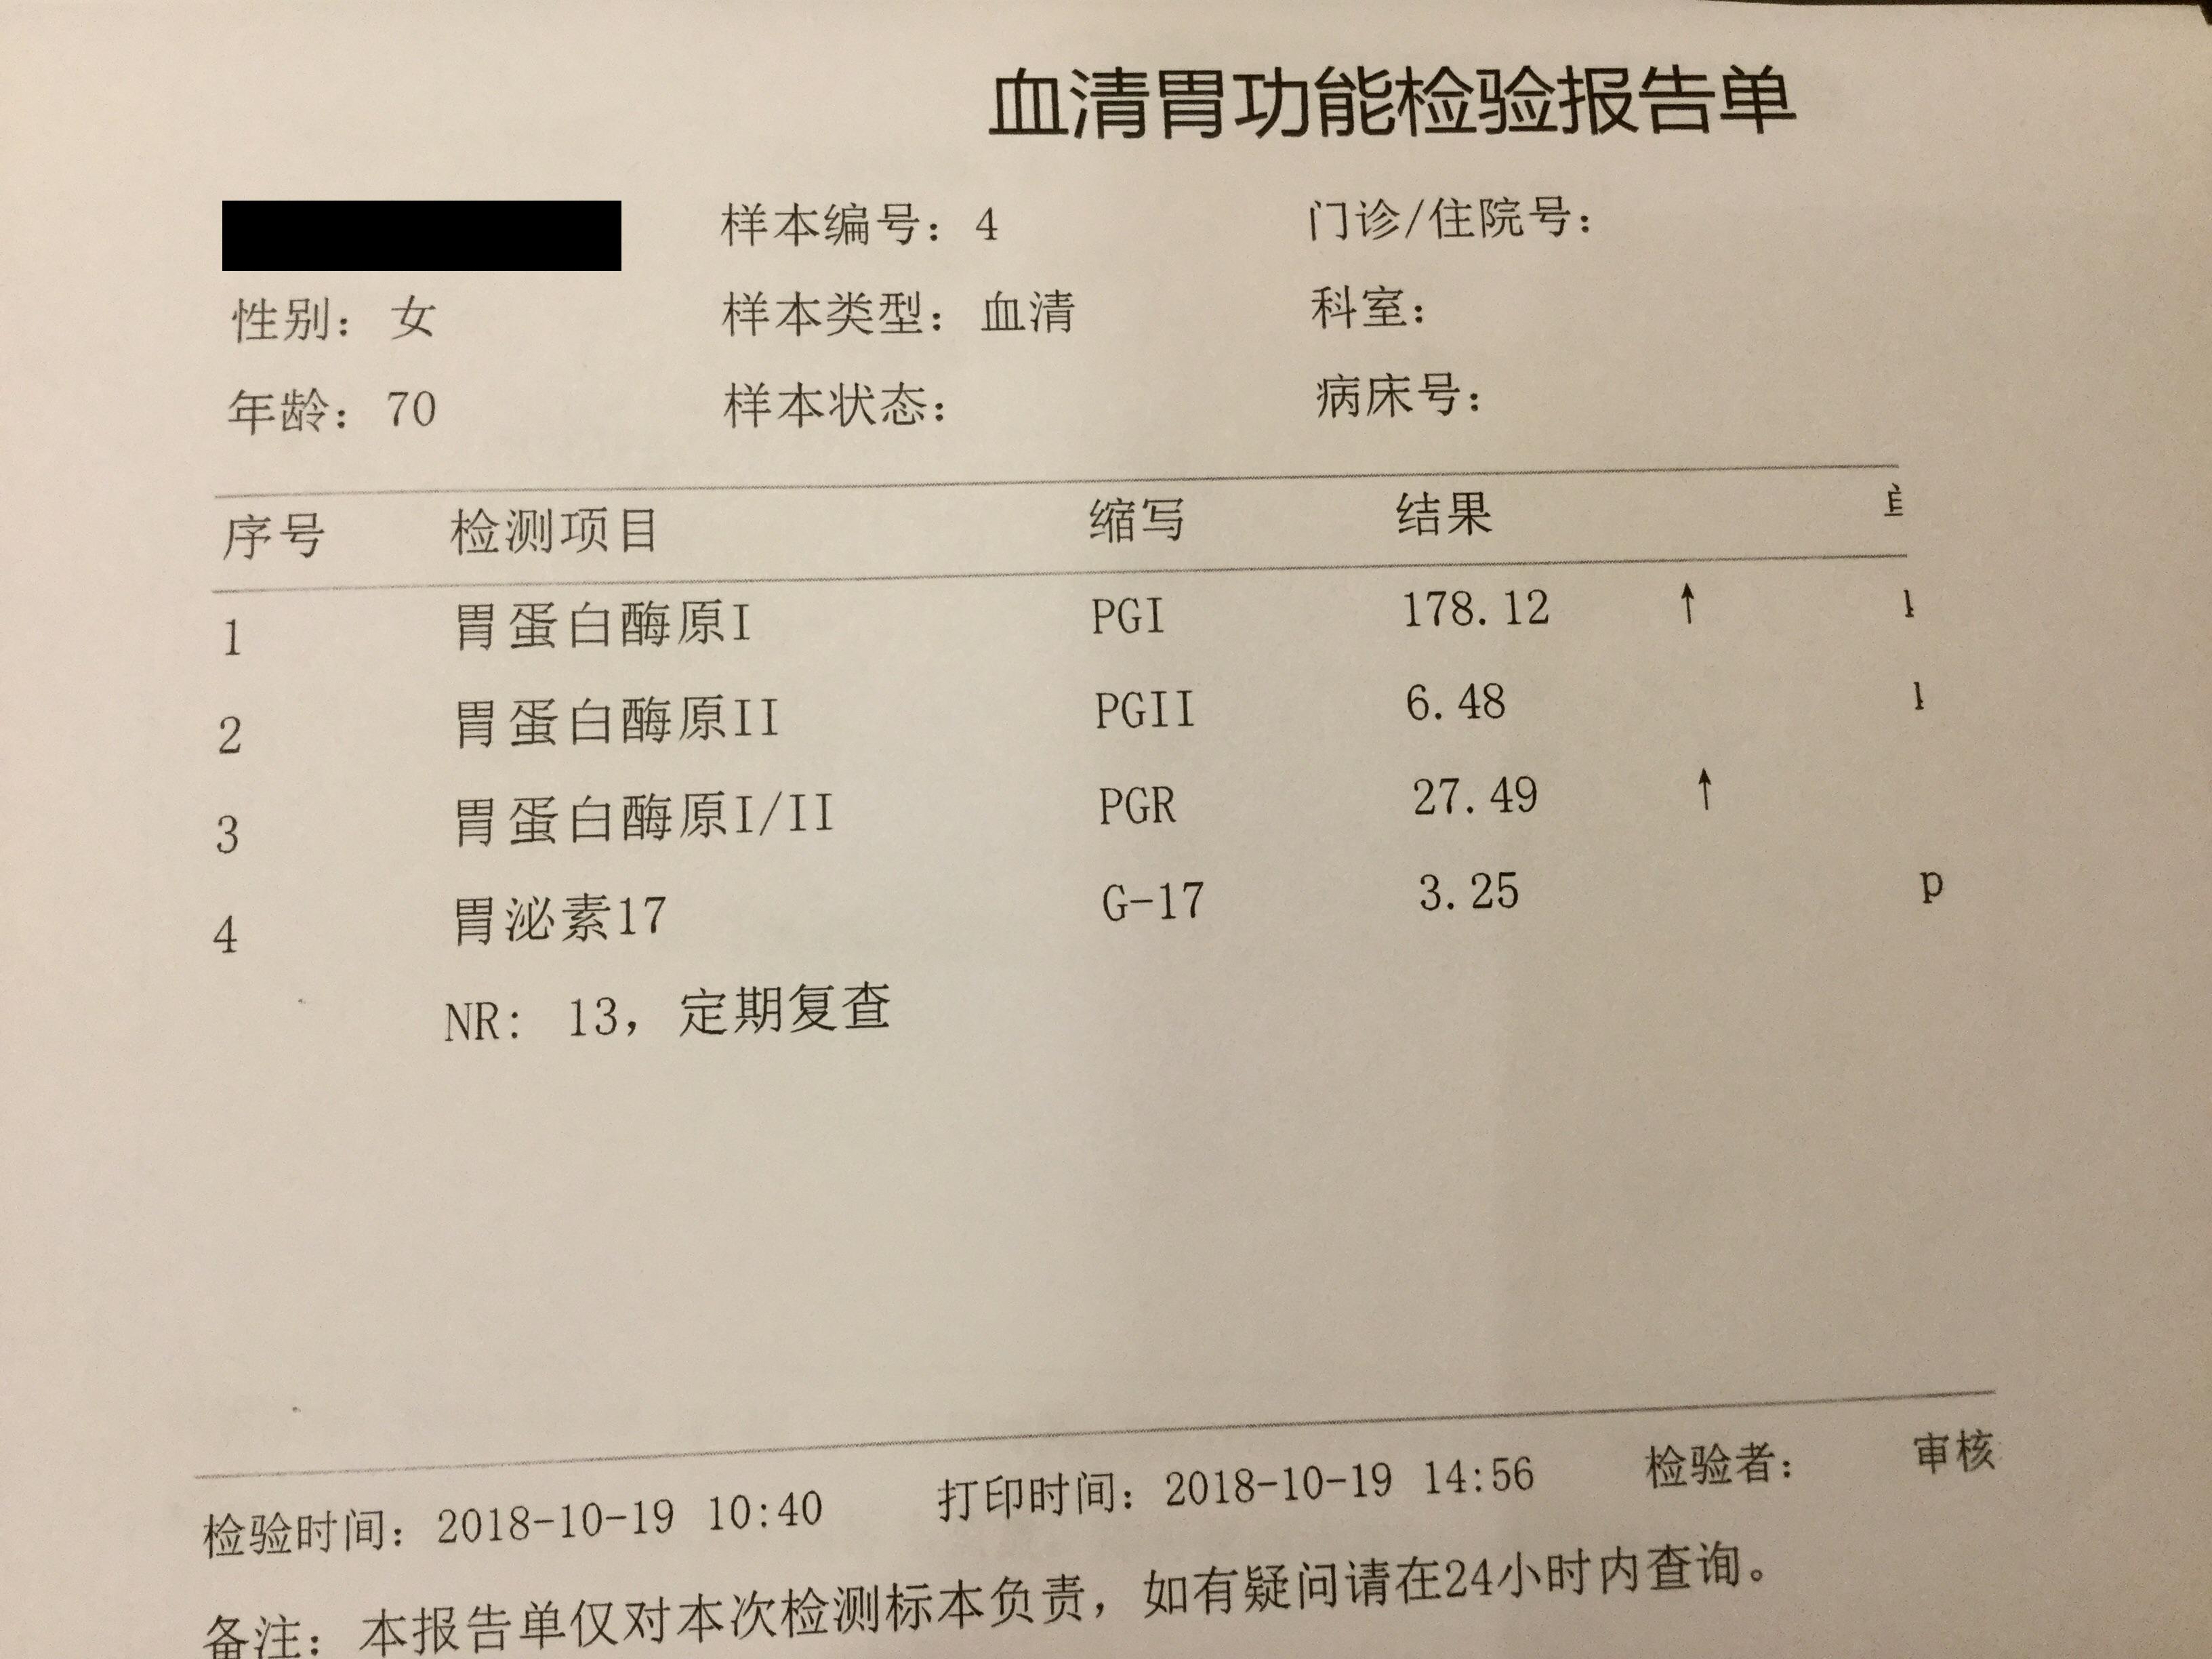 血清胃功能检验报告单
样本编号：4 门诊/住院号：
性别：女 样本类型：血清 科室：
年龄：70 样本状态： 病床号：
序号 检测项目 缩写 结果
1 胃蛋白酶原I PGI 178.12 ↑
2 胃蛋白酶原II PGII 6.48
3 胃蛋白酶原I/II PGR 27.49 ↑
4 胃泌素17 G-17 3.25 p
NR: 13，定期复查
检验时间：2018-10-19 10:40 打印时间：2018-10-19 14:56 检验者： 审核
备注：本报告单仅对本次检测标本负责，如有疑问请在24小时内查询。